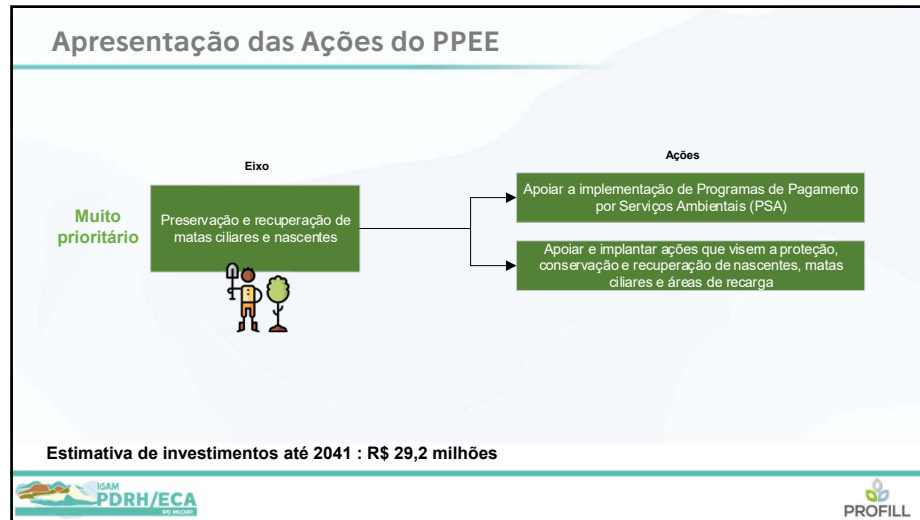 Apresentação das Ações do PPEE
Eixo
Ações
Muito
prioritário
Preservação e recuperação de
matas ciliares e nascentes
Apoiar a implementação de Programas de Pagamento
por Serviços Ambientais (PSA)
Apoiar e implantar ações que visem a proteção,
conservação e recuperação de nascentes, matas
ciliares e áreas de recarga
Estimativa de investimentos até 2041 : R$ 29,2 milhões
IGAM
PDRH/ECA
PROFILL